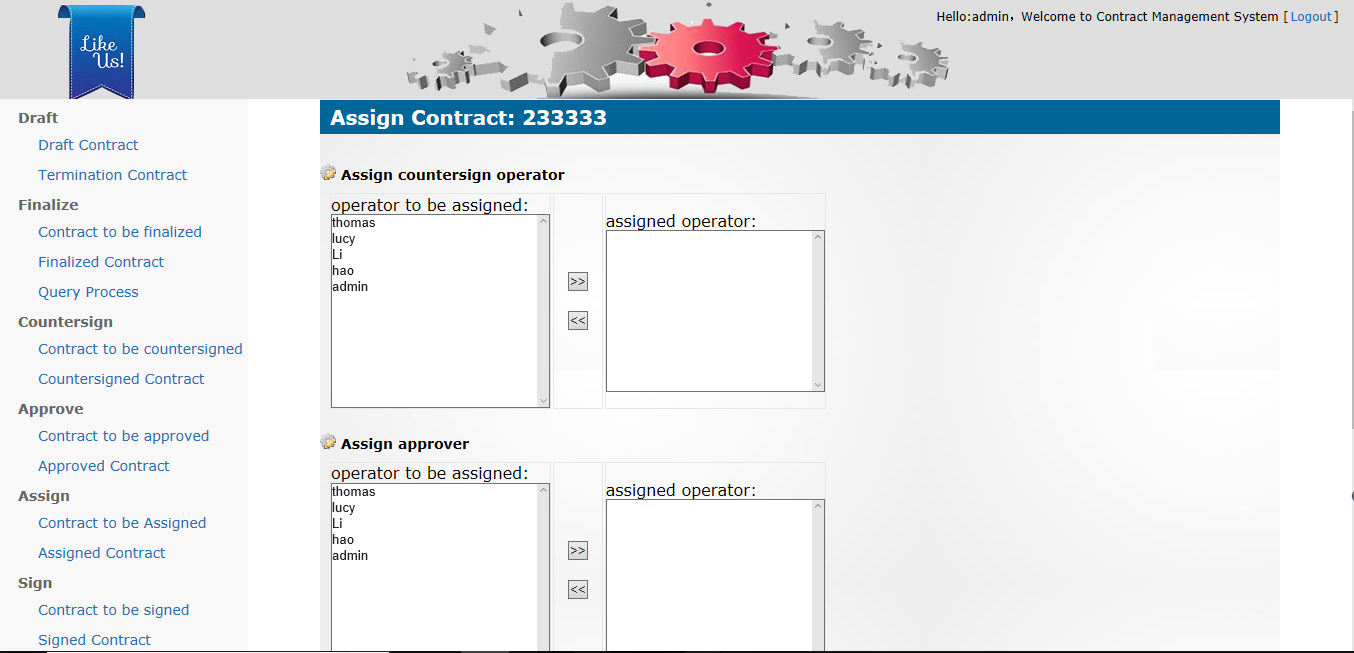 Like
Us!
Hello:admin，Welcome to Contract Management System [Logout]
Draft
Draft Contract
Termination Contract
Finalize
Contract to be finalized
Finalized Contract
Query Process
Countersign
Contract to be countersigned
Countersigned Contract
Approve
Contract to be approved
Approved Contract
Assign
Contract to be Assigned
Assigned Contract
Sign
Contract to be signed
Signed Contract
Assign Contract: 233333
Assign countersign operator
operator to be assigned:
thomas
lucy
Li
hao
admin
>>
<<
assigned operator:
Assign approver
operator to be assigned:
thomas
lucy
Li
hao
admin
>>
<<
assigned operator: